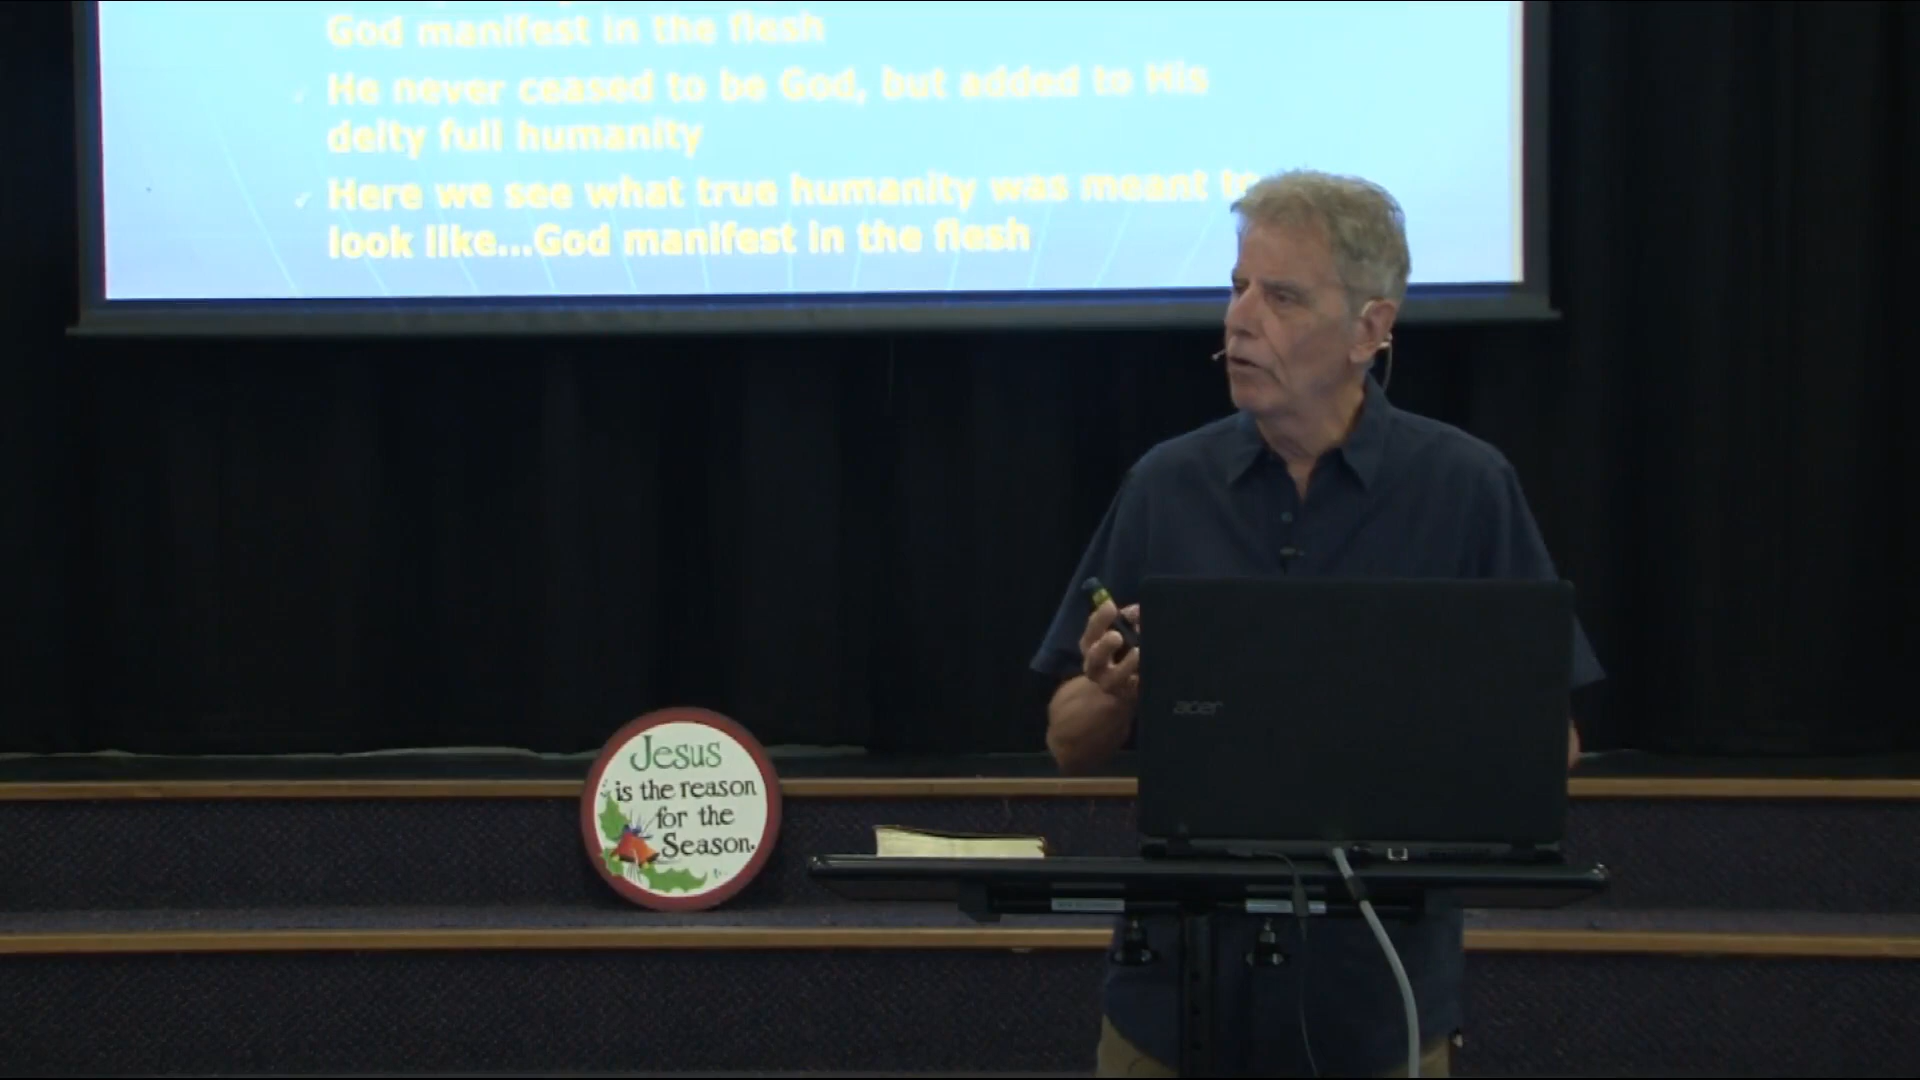 God manifest in the flesh
He never ceased to be God, but added to His
deity full humanity
Here we see what true humanity was meant to
look like...God manifest in the flesh
acer
Jesus
is the reason
for the
Season.